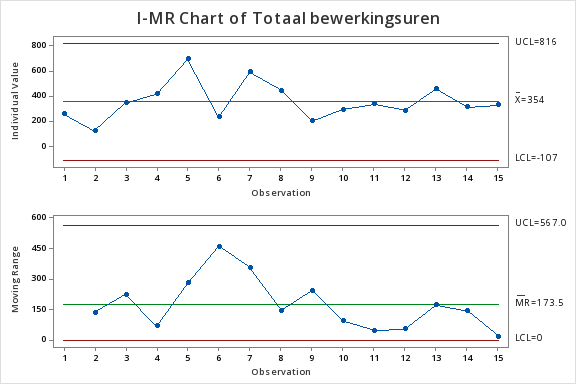 I-MR Chart of Totaal bewerkingsuren
Individual Value
800
600
400
200
0
UCL=816
X̅=354
LCL=-107
1 2 3 4 5 6 7 8 9 10 11 12 13 14 15
Observation
Moving Range
600
450
300
150
0
UCL=567.0
M̅R̅=173.5
LCL=0
1 2 3 4 5 6 7 8 9 10 11 12 13 14 15
Observation